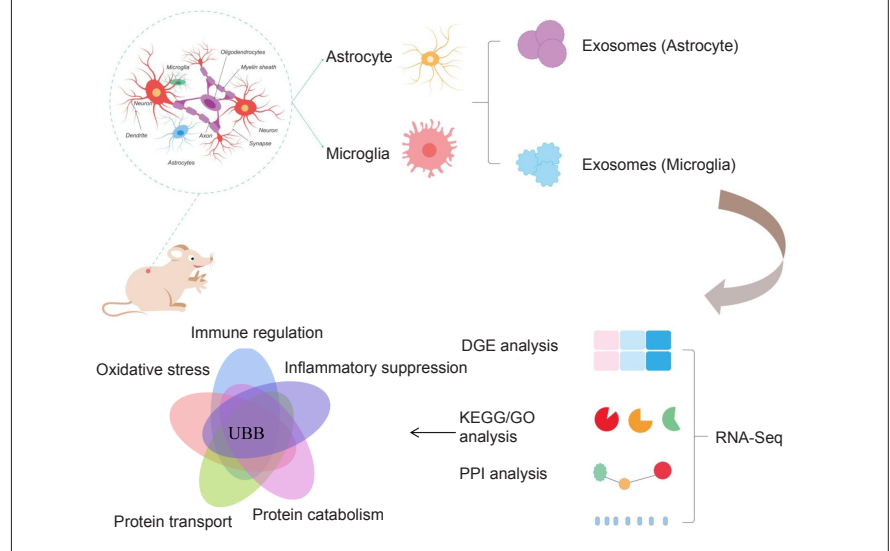 Oligodendrocytes
Microglia
Myelin sheath
Neuron
Dendrite
Axon
Neuron
Synapse
Astrocytes
Astrocyte
Microglia
Exosomes (Astrocyte)
Exosomes (Microglia)
Immune regulation
Oxidative stress
Inflammatory suppression
UBB
Protein transport
Protein catabolism
DGE analysis
KEGG/GO
analysis
PPI analysis
RNA-Seq